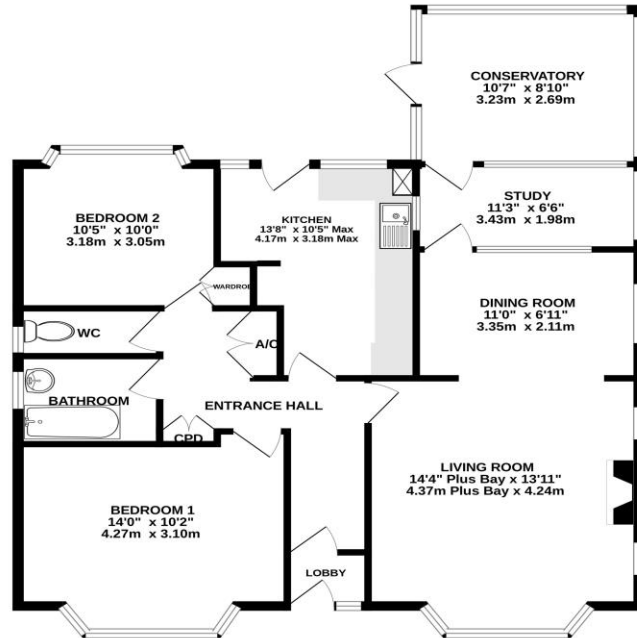 CONSERVATORY
10'7" x 8'10"
3.23m x 2.69m
STUDY
11'3" x 6'6"
3.43m x 1.98m
BEDROOM 2
10'5" x 10'0"
3.18m x 3.05m
KITCHEN
13'8" x 10'5" Max
4.17m x 3.18m Max
WARDROBE
DINING ROOM
11'0" x 6'11"
3.35m x 2.11m
WC
A/C
BATHROOM
ENTRANCE HALL
CPD
LIVING ROOM
14'4" Plus Bay x 13'11"
4.37m Plus Bay x 4.24m
BEDROOM 1
14'0" x 10'2"
4.27m x 3.10m
LOBBY